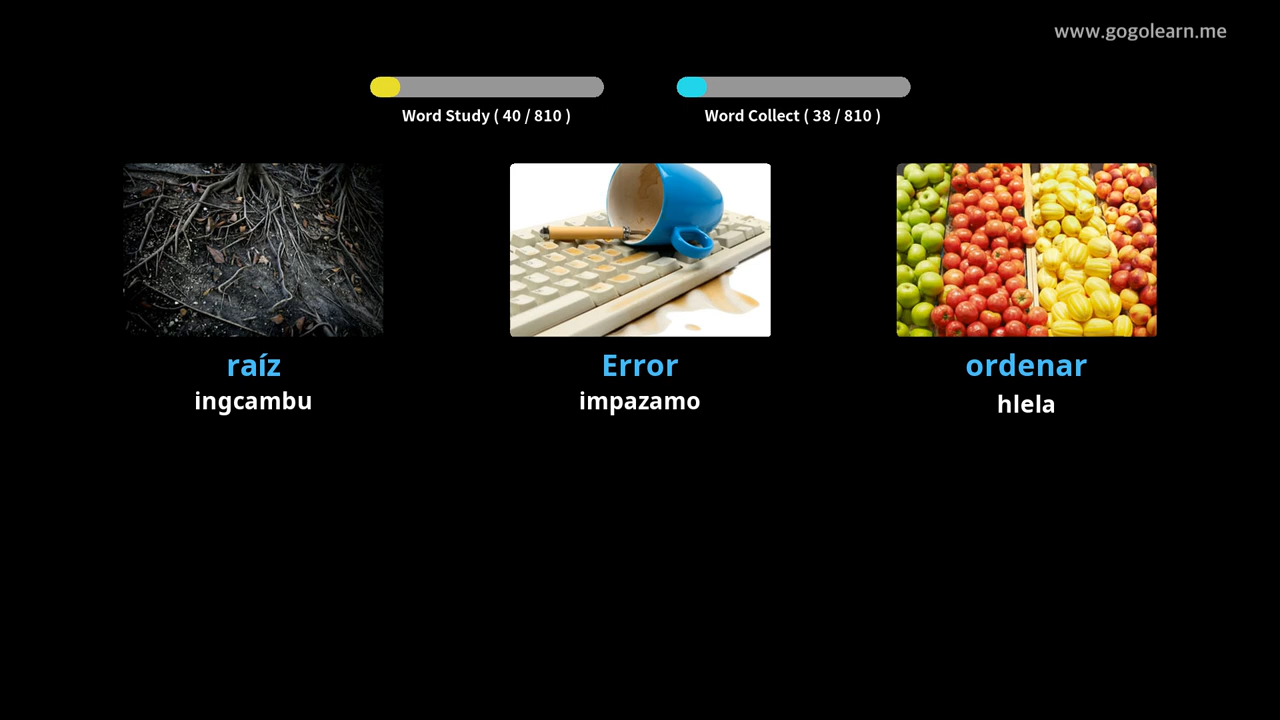 www.gogolearn.me
Word Study ( 40 / 810 )
Word Collect ( 38 / 810 )
raíz
ingcambu
Error
impazamo
ordenar
hlela